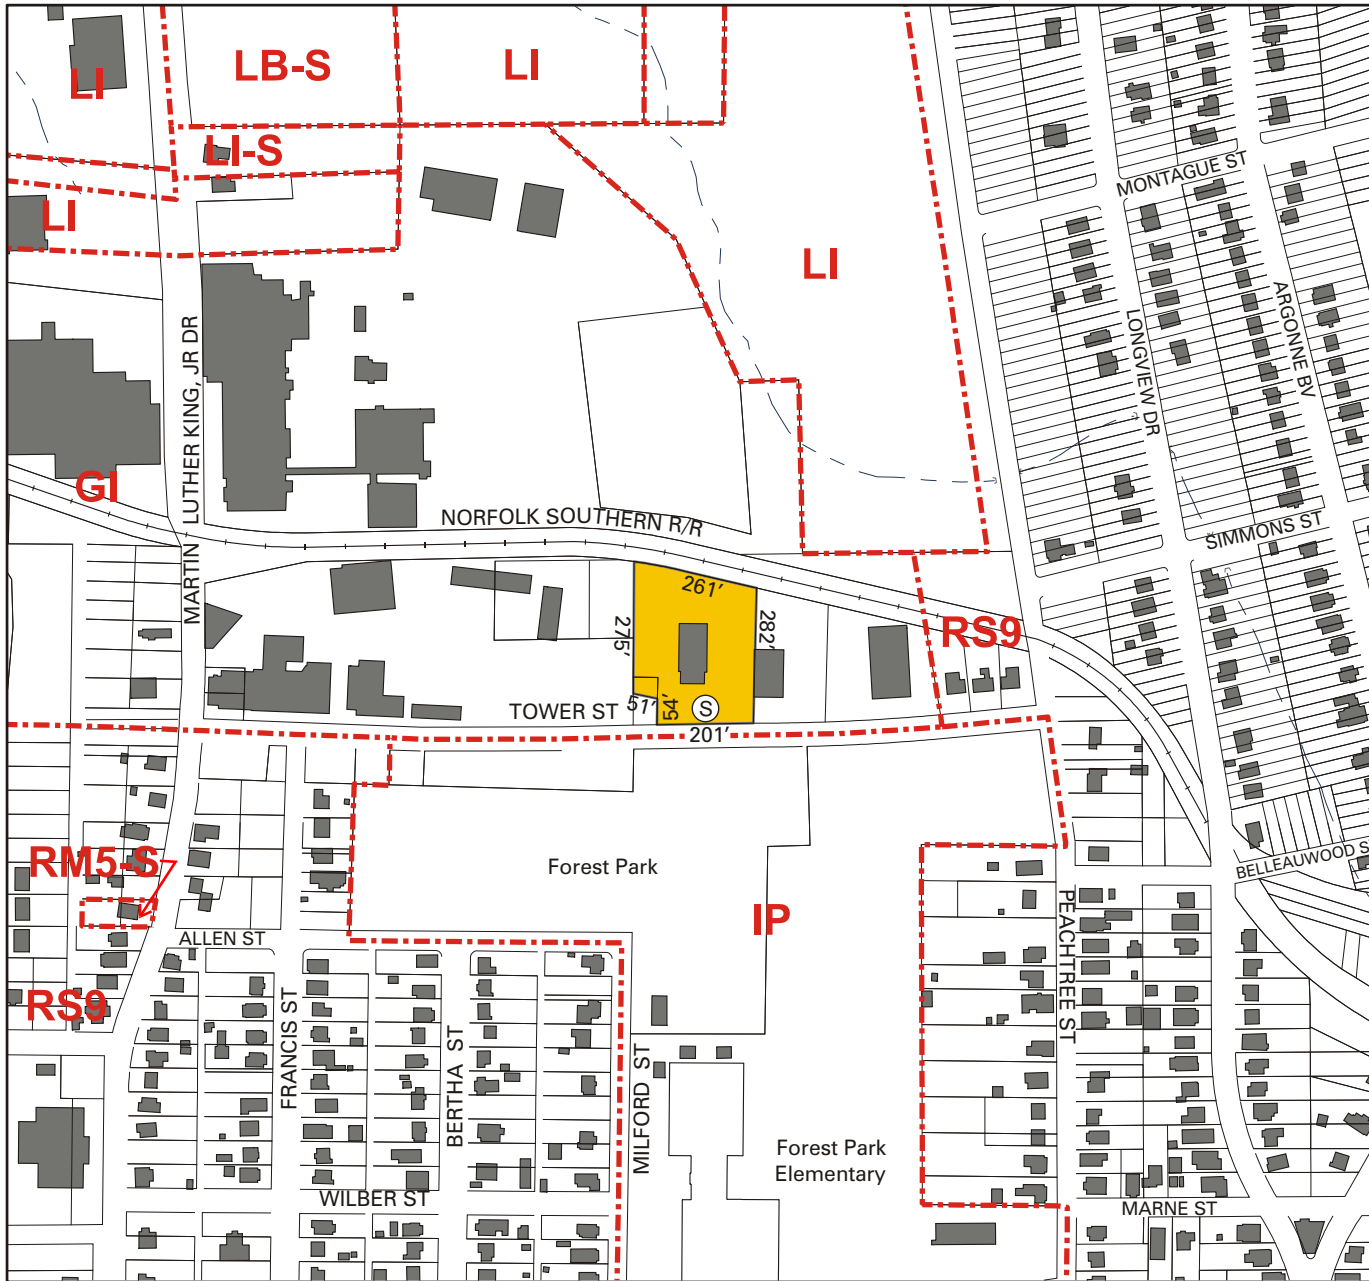 LI
LB-S
LI
LI-S
MONTAGUE ST
LI
LI
ARGONNE BV
LONGVIEW DR
MARTIN LUTHER KING, JR DR
GI
NORFOLK SOUTHERN R/R
SIMMONS ST
261'
275'
282'
RS9
51'
54'
S
TOWER ST
201'
RM5-S
Forest Park
BELLEAUWOOD S
IP
PEACHTREE ST
ALLEN ST
RS9
FRANCIS ST
BERTHA ST
MILFORD ST
Forest Park
Elementary
WILBER ST
MARNE ST